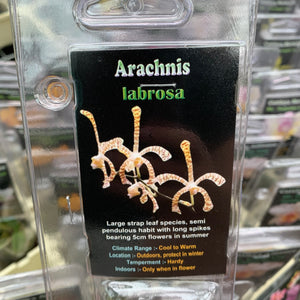 Arachnis
labrosa
Large strap leaf species, semi
pendulous habit with long spikes
bearing 5cm flowers in summer
Climate Range :- Cool to Warm
Location :- Outdoors, protect in winter
Temperment :- Hardy
Indoors :- Only when in flower